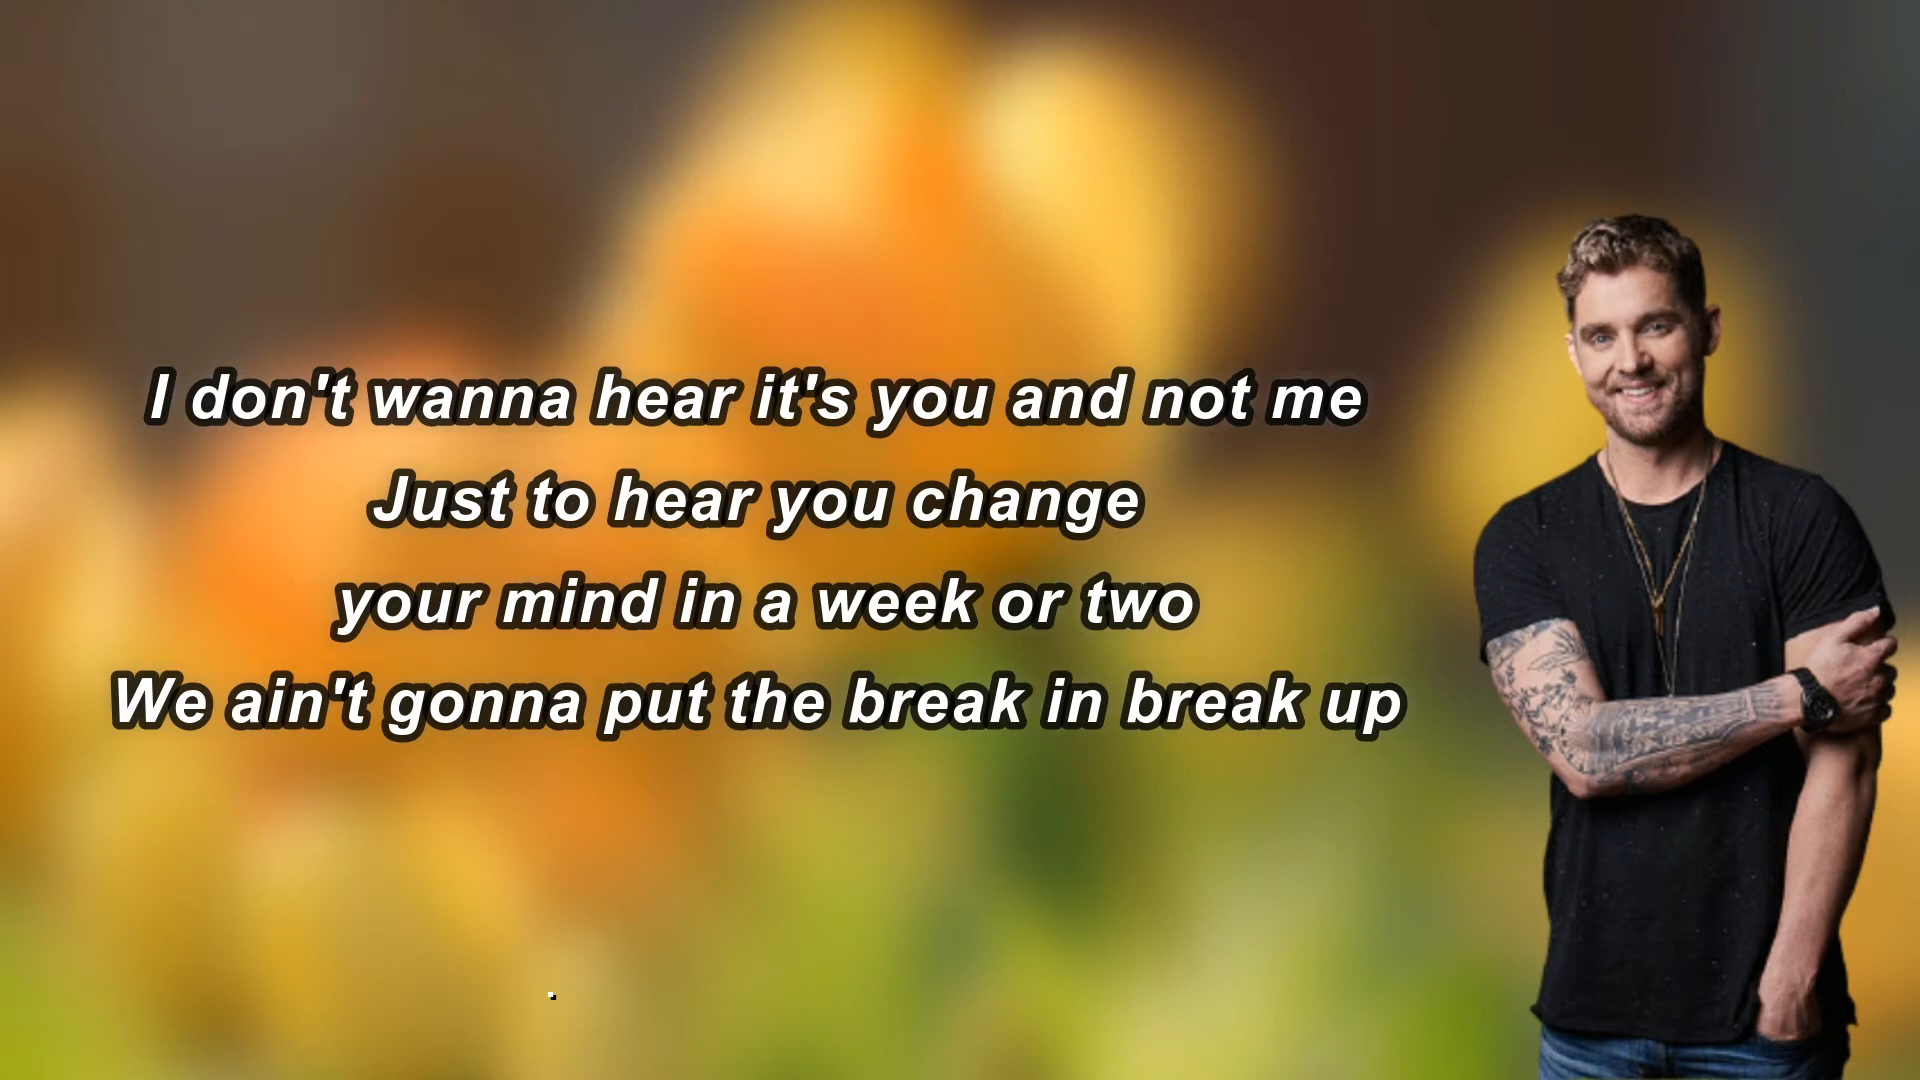 I don't wanna hear it's you and not me
Just to hear you change
your mind in a week or two
We ain't gonna put the break in break up